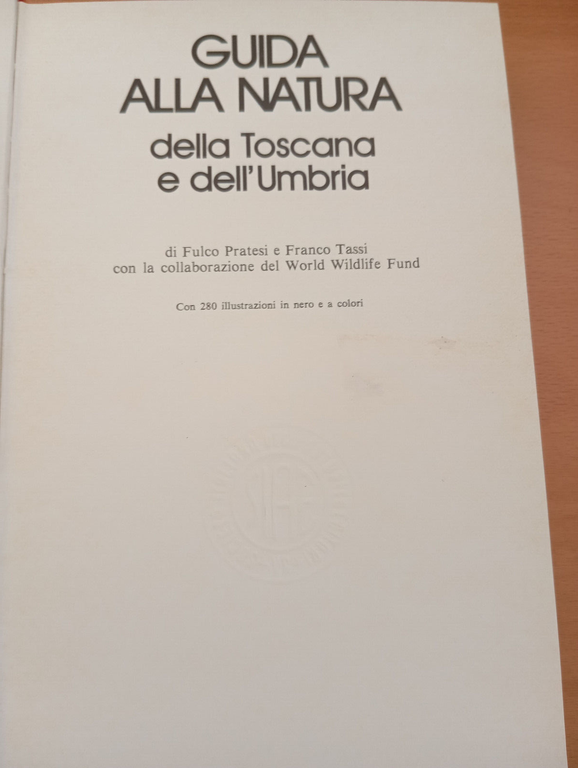 GUIDA
ALLA NATURA
della Toscana
e dell'Umbria
di Fulco Pratesi e Franco Tassi
con la collaborazione del World Wildlife Fund
Con 280 illustrazioni in nero e a colori